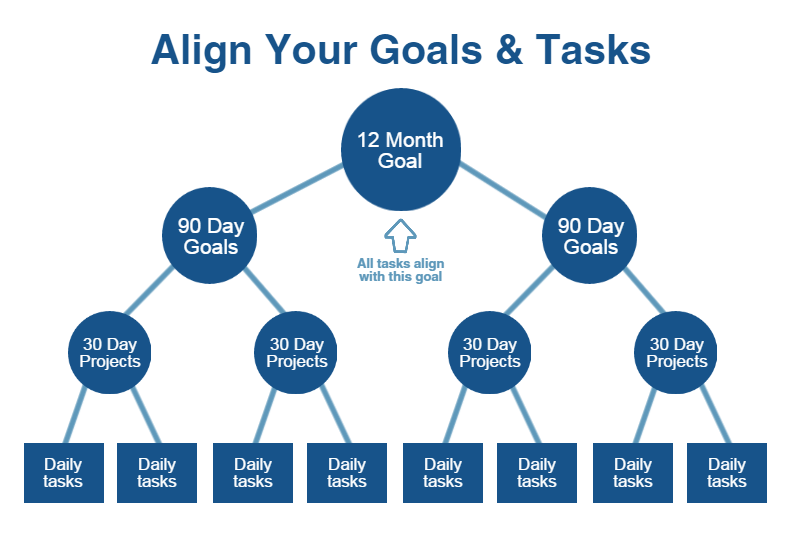 Align Your Goals & Tasks
12 Month
Goal
90 Day
Goals
90 Day
Goals
All tasks align
with this goal
30 Day
Projects
30 Day
Projects
30 Day
Projects
30 Day
Projects
Daily
tasks
Daily
tasks
Daily
tasks
Daily
tasks
Daily
tasks
Daily
tasks
Daily
tasks
Daily
tasks